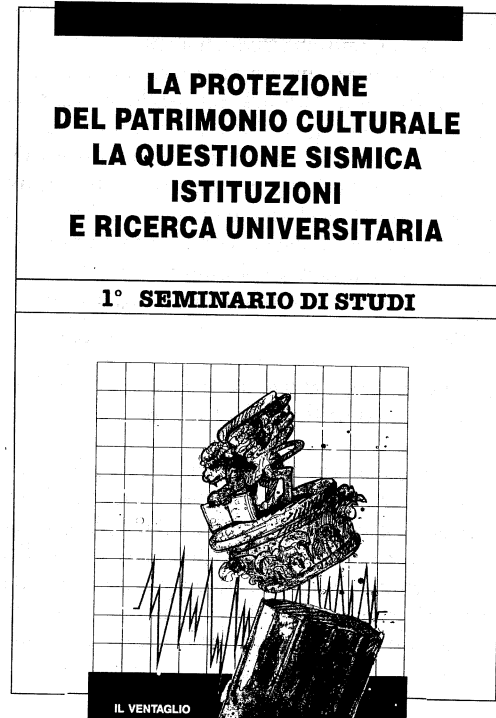 LA PROTEZIONE
DEL PATRIMONIO CULTURALE
LA QUESTIONE SISMICA
ISTITUZIONI
E RICERCA UNIVERSITARIA
1° SEMINARIO DI STUDI
IL VENTAGLIO